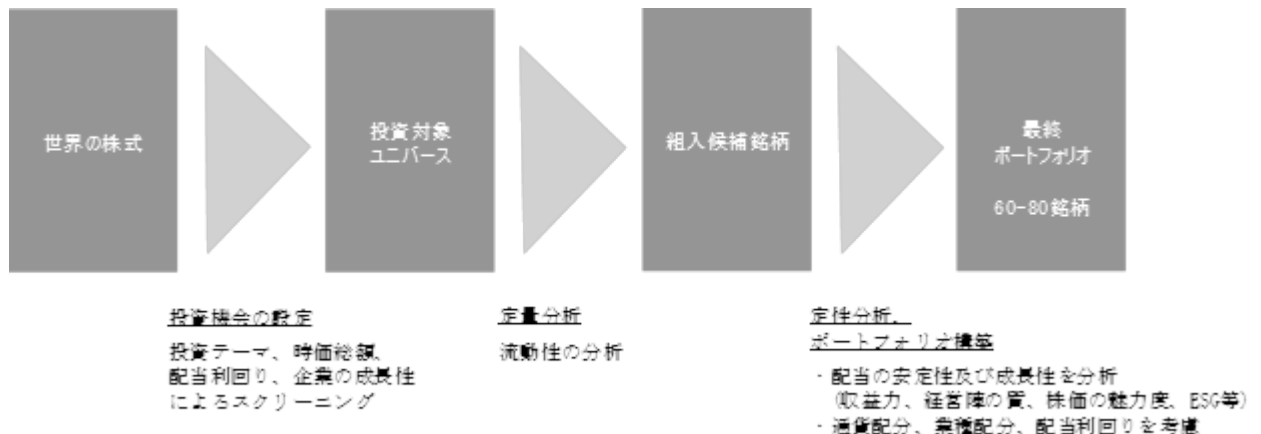 世界の株式
投資対象
ユニバース
組入候補銘柄
最終
ポートフォリオ
60-80銘柄
投資機会の設定
投資テーマ、時価総額、
配当利回り、企業の成長性
によるスクリーニング
定量分析
流動性の分析
定性分析、
ポートフォリオ構築
・配当の安定性及び成長性を分析
(収益力、経営陣の質、株価の魅力度、ESG等)
・通貨配分、業種配分、配当利回りを考慮